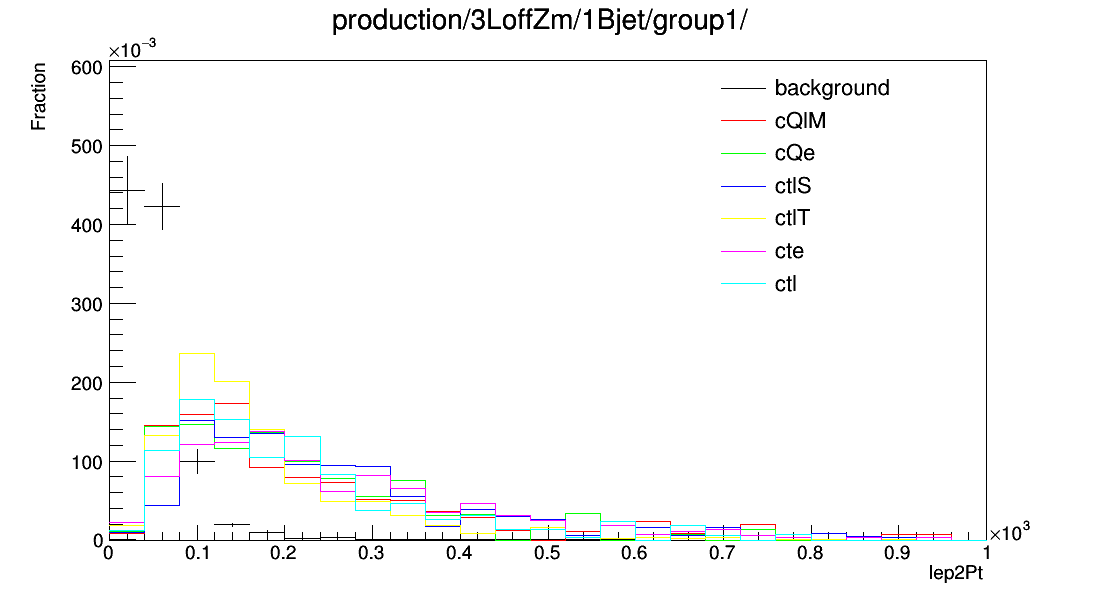 production/3LoffZm/1Bjet/group1/
×10⁻³
Fraction
600
500
400
300
200
100
0
background
cQlM
cQe
ctlS
ctlT
cte
ctl
0 0.1 0.2 0.3 0.4 0.5 0.6 0.7 0.8 0.9 1
×10³
lep2Pt